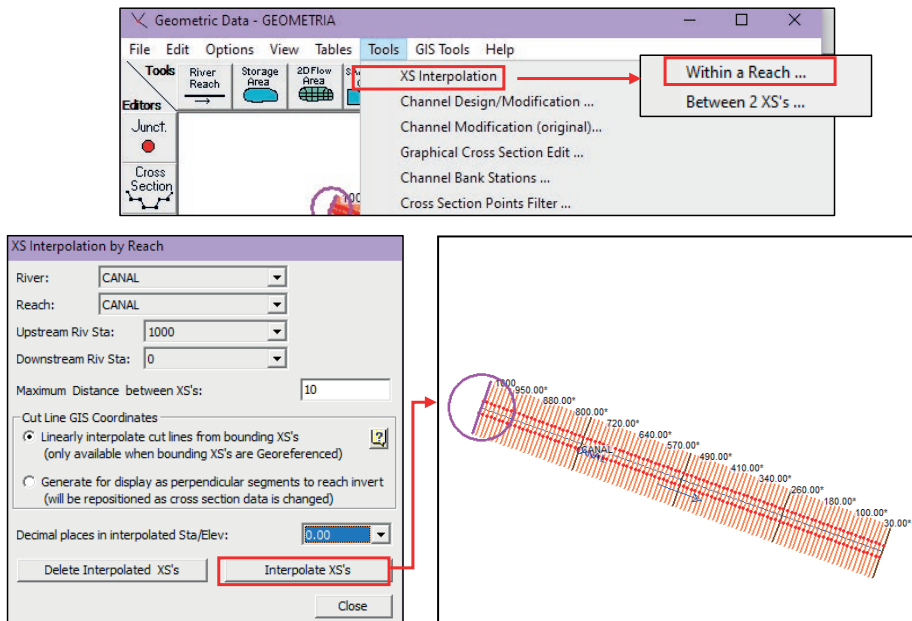 Geometric Data - GEOMETRIA
File Edit Options View Tables Tools GIS Tools Help
Tools
Editors
River
Reach
Storage
Area
2D Flow
Area
XS Interpolation
Within a Reach ...
Between 2 XS's ...
Channel Design/Modification ...
Channel Modification (original)...
Graphical Cross Section Edit ...
Channel Bank Stations ...
Cross Section Points Filter ...
Junct.
Cross
Section
XS Interpolation by Reach
River: CANAL
Reach: CANAL
Upstream Riv Sta: 1000
Downstream Riv Sta: 0
Maximum Distance between XS's: 10
Cut Line GIS Coordinates
Linearly interpolate cut lines from bounding XS's
(only available when bounding XS's are Georeferenced)
Generate for display as perpendicular segments to reach invert
(will be repositioned as cross section data is changed)
Decimal places in interpolated Sta/Elev: 0.00
Delete Interpolated XS's Interpolate XS's
Close
1000
950.00*
880.00*
800.00*
720.00*
640.00*
570.00*
490.00*
410.00*
340.00*
260.00*
180.00*
100.00*
30.00*
CANAL